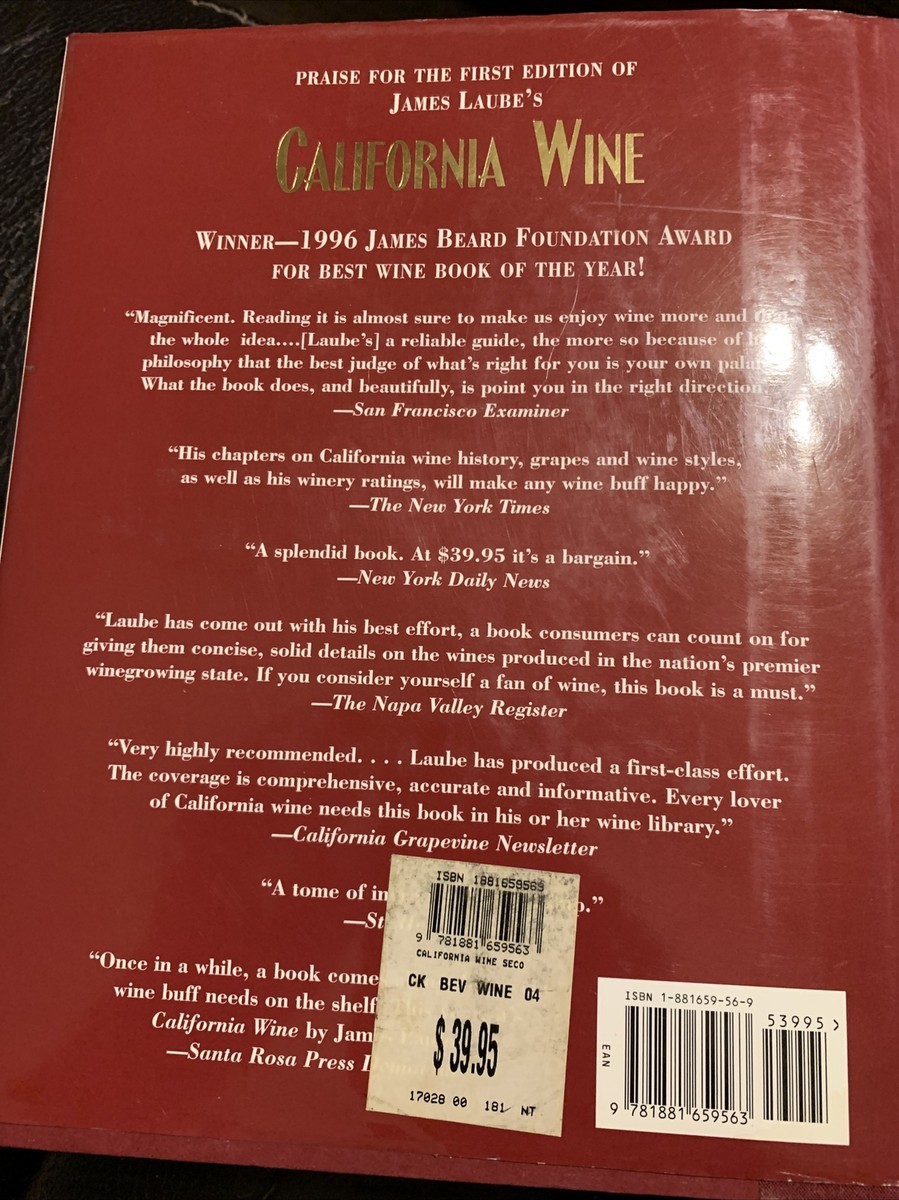 PRAISE FOR THE FIRST EDITION OF
JAMES LAUBE'S
CALIFORNIA WINE
WINNER—1996 JAMES BEARD FOUNDATION AWARD
FOR BEST WINE BOOK OF THE YEAR!
“Magnificent. Reading it is almost sure to make us enjoy wine more and that's
the whole idea....[Laube's] a reliable guide, the more so because of his
philosophy that the best judge of what's right for you is your own palate.
What the book does, and beautifully, is point you in the right direction.”
—San Francisco Examiner
“His chapters on California wine history, grapes and wine styles,
as well as his winery ratings, will make any wine buff happy.”
—The New York Times
“A splendid book. At $39.95 it's a bargain.”
—New York Daily News
“Laube has come out with his best effort, a book consumers can count on for
giving them concise, solid details on the wines produced in the nation's premier
winegrowing state. If you consider yourself a fan of wine, this book is a must.”
—The Napa Valley Register
“Very highly recommended. . . . Laube has produced a first-class effort.
The coverage is comprehensive, accurate and informative. Every lover
of California wine needs this book in his or her wine library.”
—California Grapevine Newsletter
“A tome of
“Once in a while, a book
wine buff needs on the shelf
California Wine by
—Santa Rosa Press
ISBN 1881659569
9 781881 659563
CALIFORNIA WINE SECO
CK BEV WINE 04
$39.95
17028 00 181 NT
ISBN 1-881659-56-9
53995 >
EAN
9 781881 659563